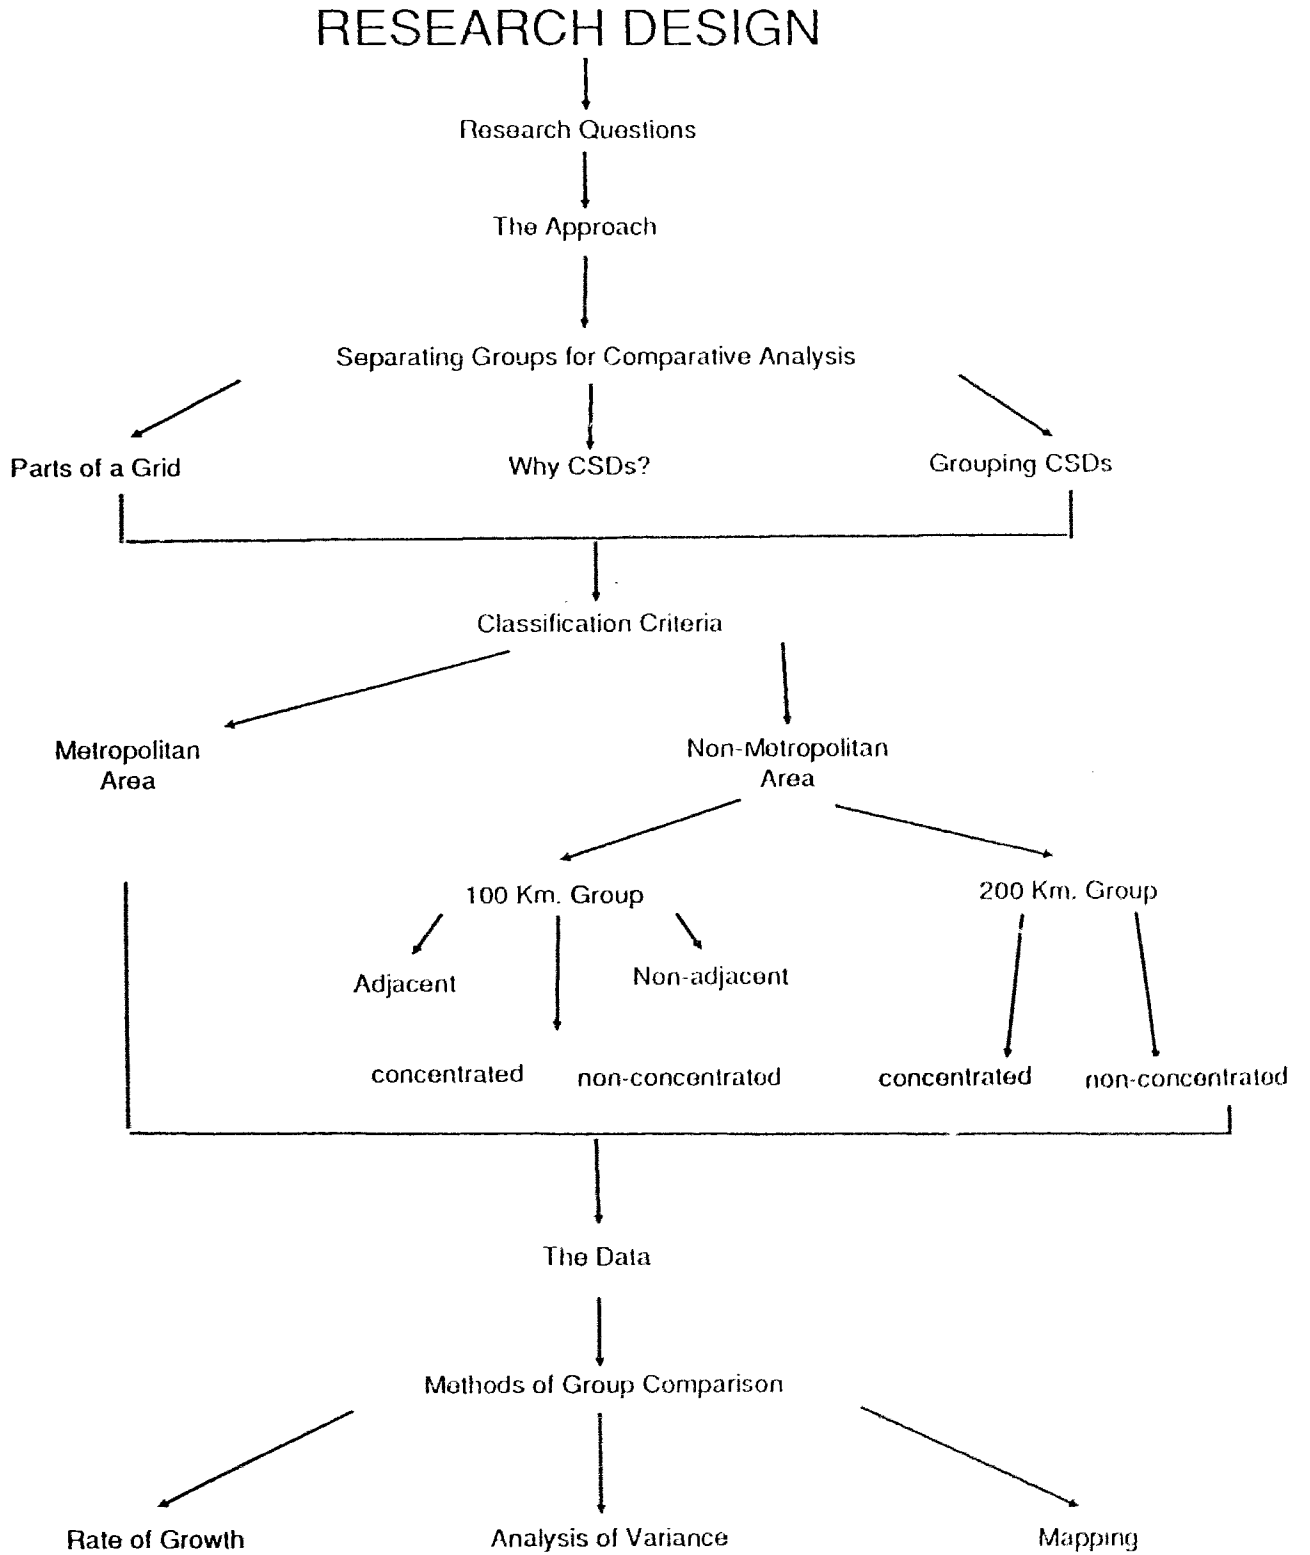 RESEARCH DESIGN
Research Questions
The Approach
Separating Groups for Comparative Analysis
Parts of a Grid
Why CSDs?
Grouping CSDs
Classification Criteria
Metropolitan
Area
Non-Metropolitan
Area
100 Km. Group
200 Km. Group
Adjacent
Non-adjacent
concentrated
non-concentrated
concentrated
non-concentrated
The Data
Methods of Group Comparison
Rate of Growth
Analysis of Variance
Mapping